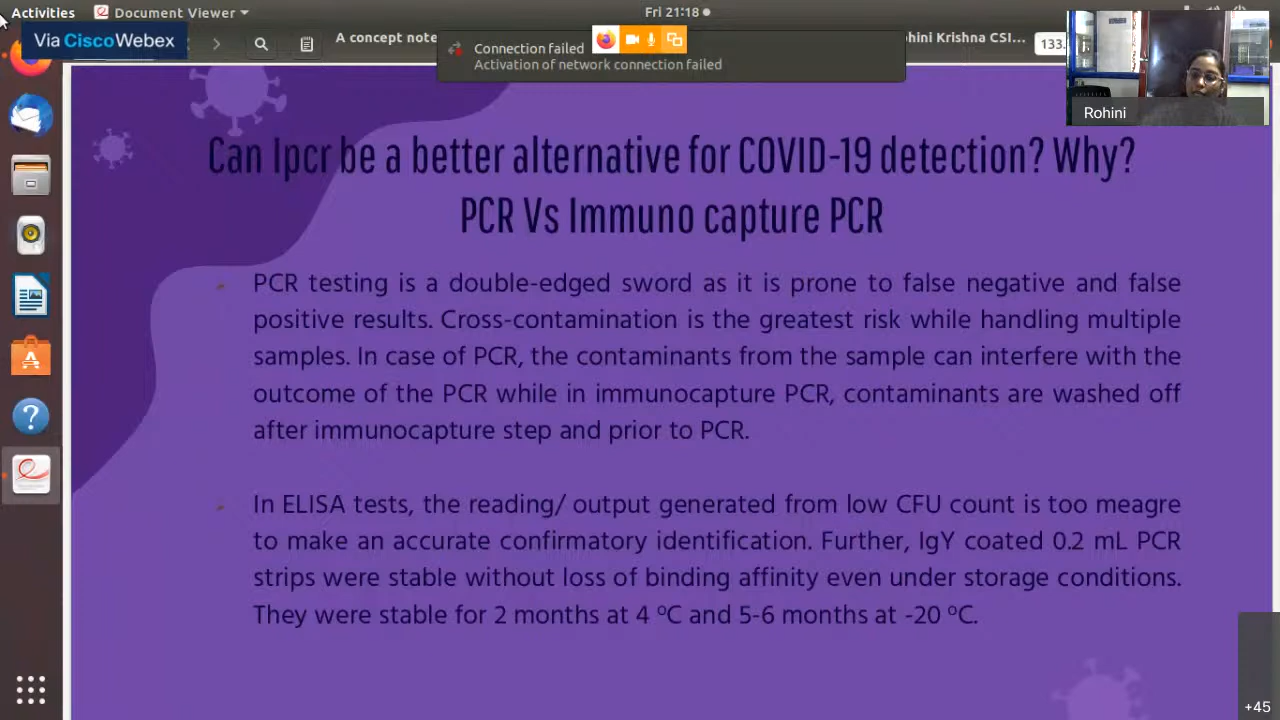 Activities
Document Viewer
Fri 21:18
Via CiscoWebex
A concept note
hini Krishna CSI...
133.
Connection failed
Activation of network connection failed
Rohini
Can Ipcr be a better alternative for COVID-19 detection? Why?
PCR Vs Immuno capture PCR
PCR testing is a double-edged sword as it is prone to false negative and false
positive results. Cross-contamination is the greatest risk while handling multiple
samples. In case of PCR, the contaminants from the sample can interfere with the
outcome of the PCR while in immunocapture PCR, contaminants are washed off
after immunocapture step and prior to PCR.
In ELISA tests, the reading/ output generated from low CFU count is too meagre
to make an accurate confirmatory identification. Further, IgY coated 0.2 mL PCR
strips were stable without loss of binding affinity even under storage conditions.
They were stable for 2 months at 4 ºC and 5-6 months at -20 ºC.
+45